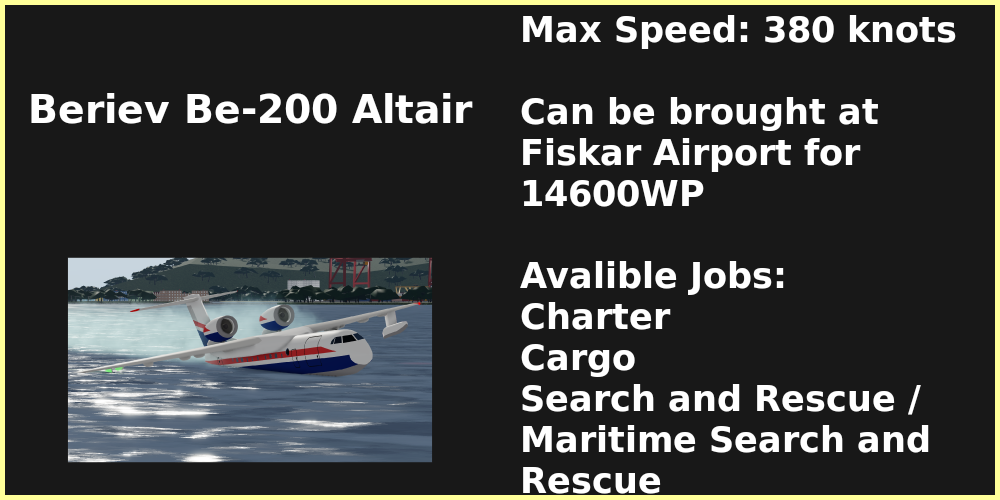 Beriev Be-200 Altair
Max Speed: 380 knots
Can be brought at
Fiskar Airport for
14600WP
Avalible Jobs:
Charter
Cargo
Search and Rescue /
Maritime Search and
Rescue